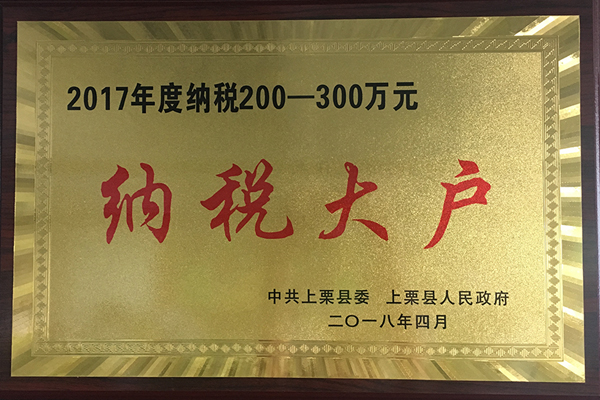 2017年度纳税200—300万元
纳税大户
中共上栗县委 上栗县人民政府
二〇一八年四月